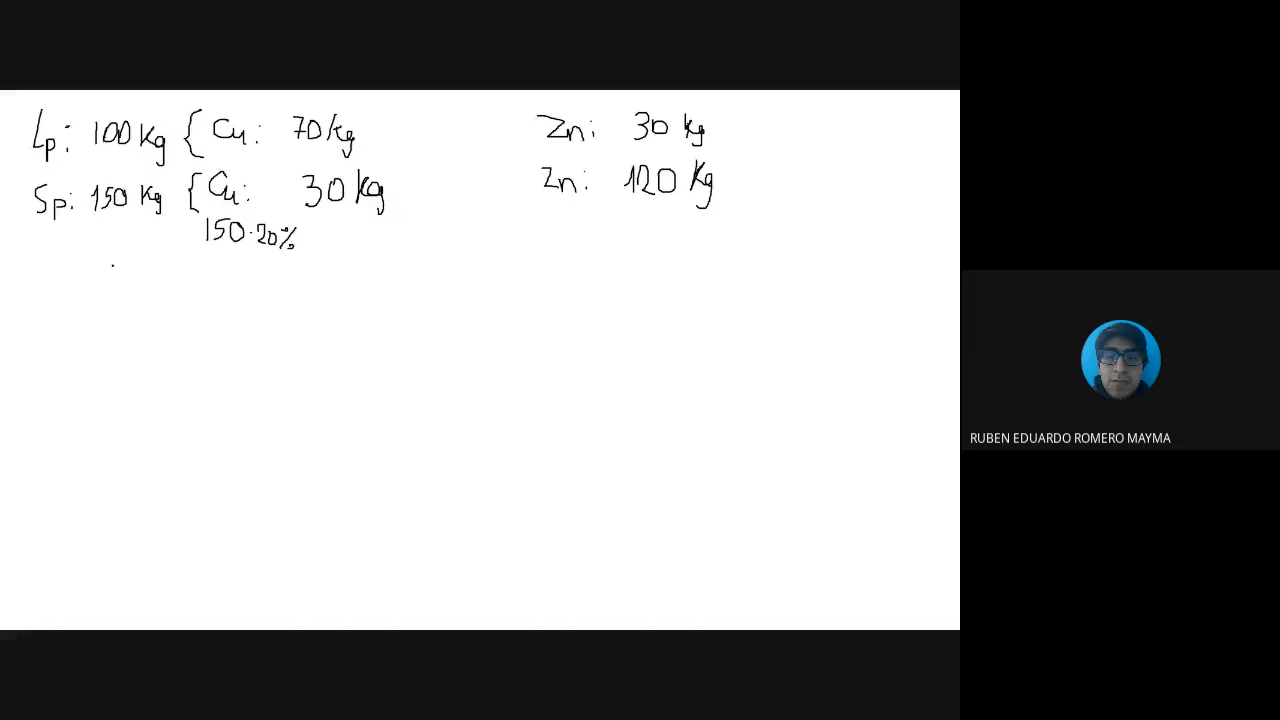 Lp: 100 Kg { Cu: 70 kg Zn: 30 kg
Sp: 150 Kg { Cu: 30 kg Zn: 120 Kg
150·20%
RUBEN EDUARDO ROMERO MAYMA